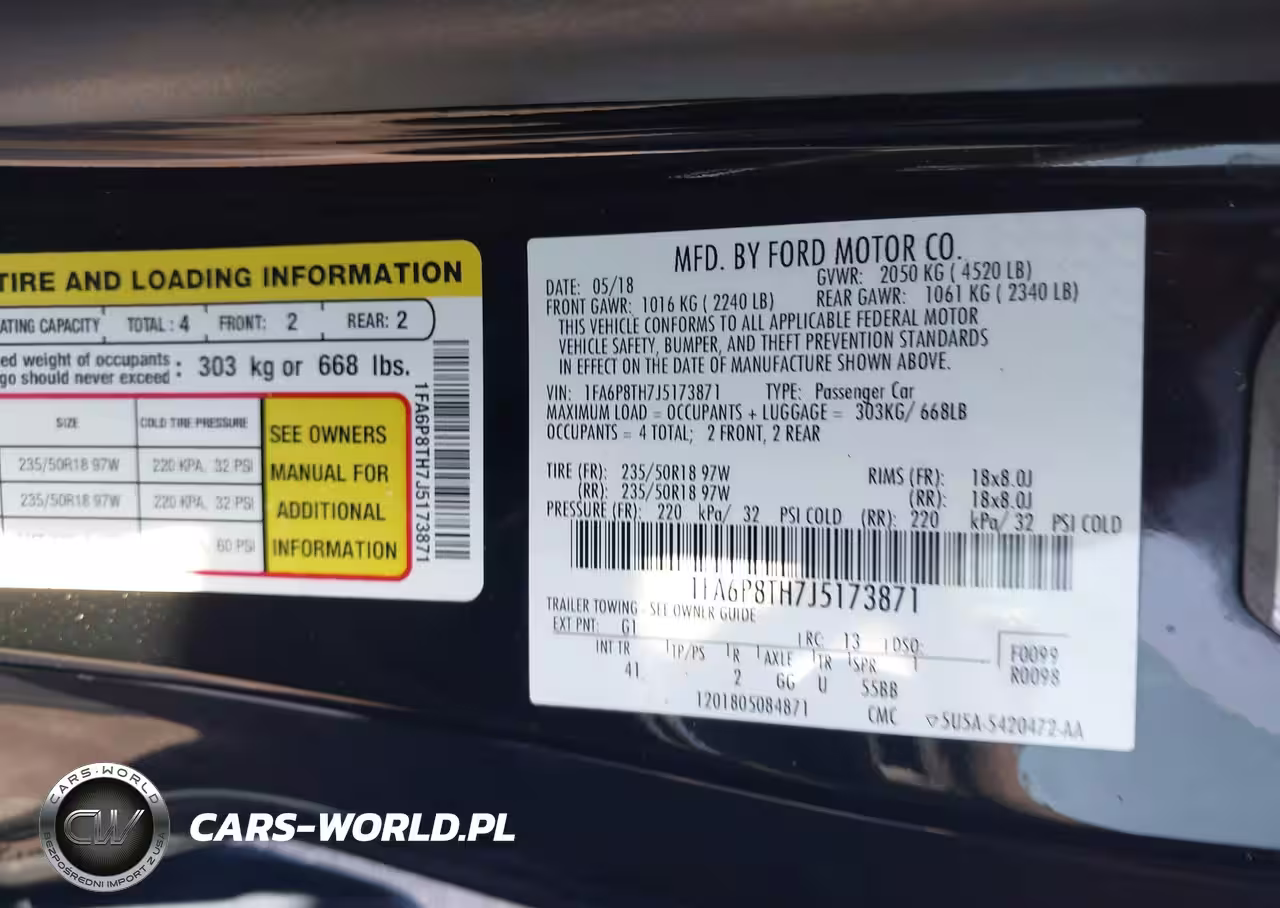 TIRE AND LOADING INFORMATION
ATING CAPACITY TOTAL : 4 FRONT: 2 REAR: 2
ed weight of occupants : 303 kg or 668 lbs.
go should never exceed :
SIZE COLD TIRE PRESSURE
235/50R18 97W 220 KPA, 32 PSI
235/50R18 97W 220 KPA, 32 PSI
60 PSI
SEE OWNERS
MANUAL FOR
ADDITIONAL
INFORMATION
1FA6P8TH7J5173871
MFD. BY FORD MOTOR CO.
DATE: 05/18 GVWR: 2050 KG ( 4520 LB)
FRONT GAWR: 1016 KG ( 2240 LB) REAR GAWR: 1061 KG ( 2340 LB)
THIS VEHICLE CONFORMS TO ALL APPLICABLE FEDERAL MOTOR
VEHICLE SAFETY, BUMPER, AND THEFT PREVENTION STANDARDS
IN EFFECT ON THE DATE OF MANUFACTURE SHOWN ABOVE.
VIN: 1FA6P8TH7J5173871 TYPE: Passenger Car
MAXIMUM LOAD = OCCUPANTS + LUGGAGE = 303KG/ 668LB
OCCUPANTS = 4 TOTAL; 2 FRONT, 2 REAR
TIRE (FR): 235/50R18 97W RIMS (FR): 18x8.0J
(RR): 235/50R18 97W (RR): 18x8.0J
PRESSURE (FR): 220 kPa/ 32 PSI COLD (RR): 220 kPa/ 32 PSI COLD
1FA6P8TH7J5173871
TRAILER TOWING - SEE OWNER GUIDE
EXT PNT: G1 RC: 13 DSO:
INT TR TP/PS R AXLE TR SPR
41 2 GG U 55BB
F0099
R0098
1201805084871 CMC ▽5U5A-5420472-AA
CARS-WORLD
CW
BEZPOŚREDNI IMPORT Z USA
CARS-WORLD.PL